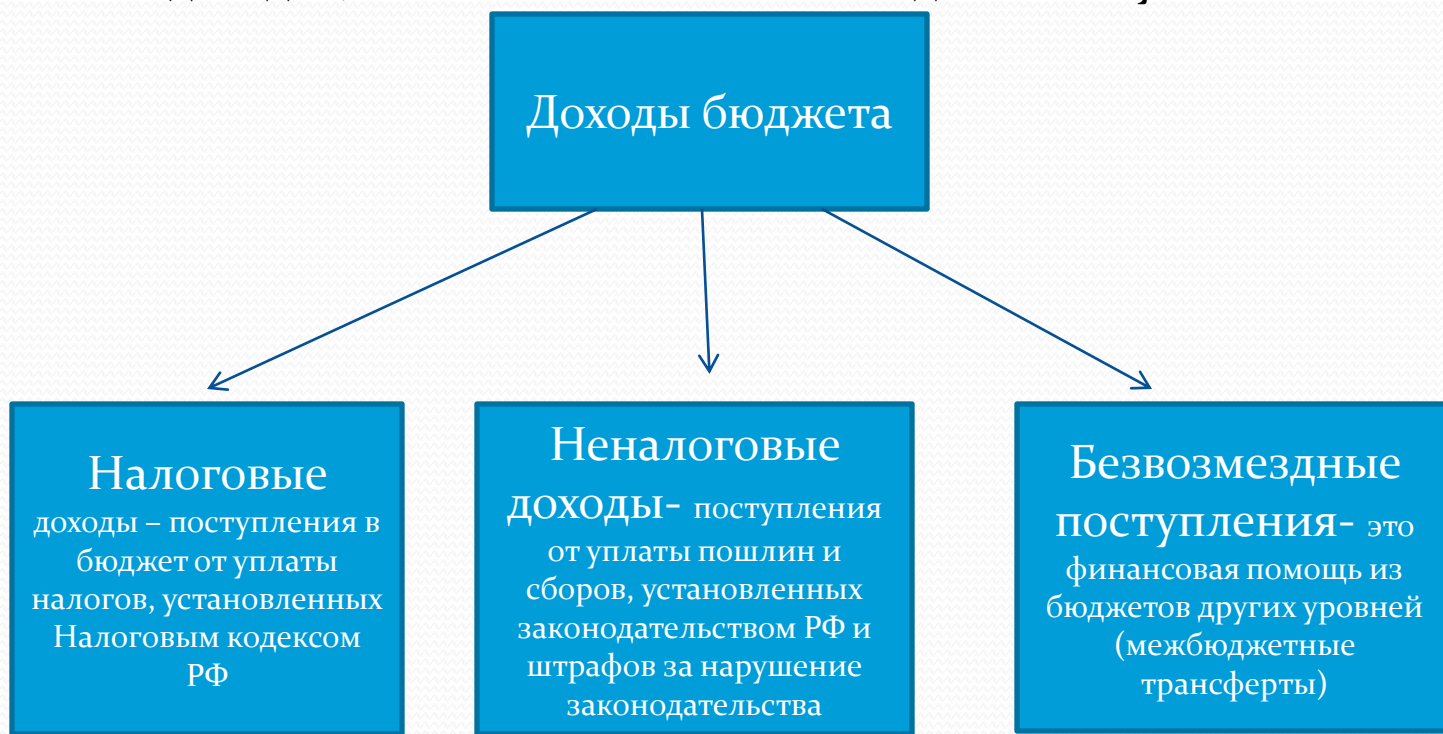 Доходы бюджета
Налоговые
доходы – поступления в
бюджет от уплаты
налогов, установленных
Налоговым кодексом
РФ
Неналоговые
доходы- поступления
от уплаты пошлин и
сборов, установленных
законодательством РФ и
штрафов за нарушение
законодательства
Безвозмездные
поступления- это
финансовая помощь из
бюджетов других уровней
(межбюджетные
трансферты)